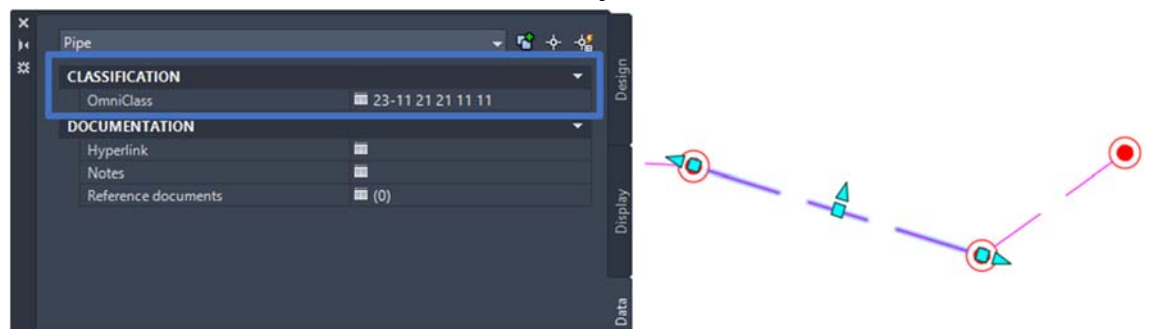 Pipe
CLASSIFICATION
OmniClass 23-11 21 21 11 11
DOCUMENTATION
Hyperlink
Notes
Reference documents (0)
Design
Display
Data